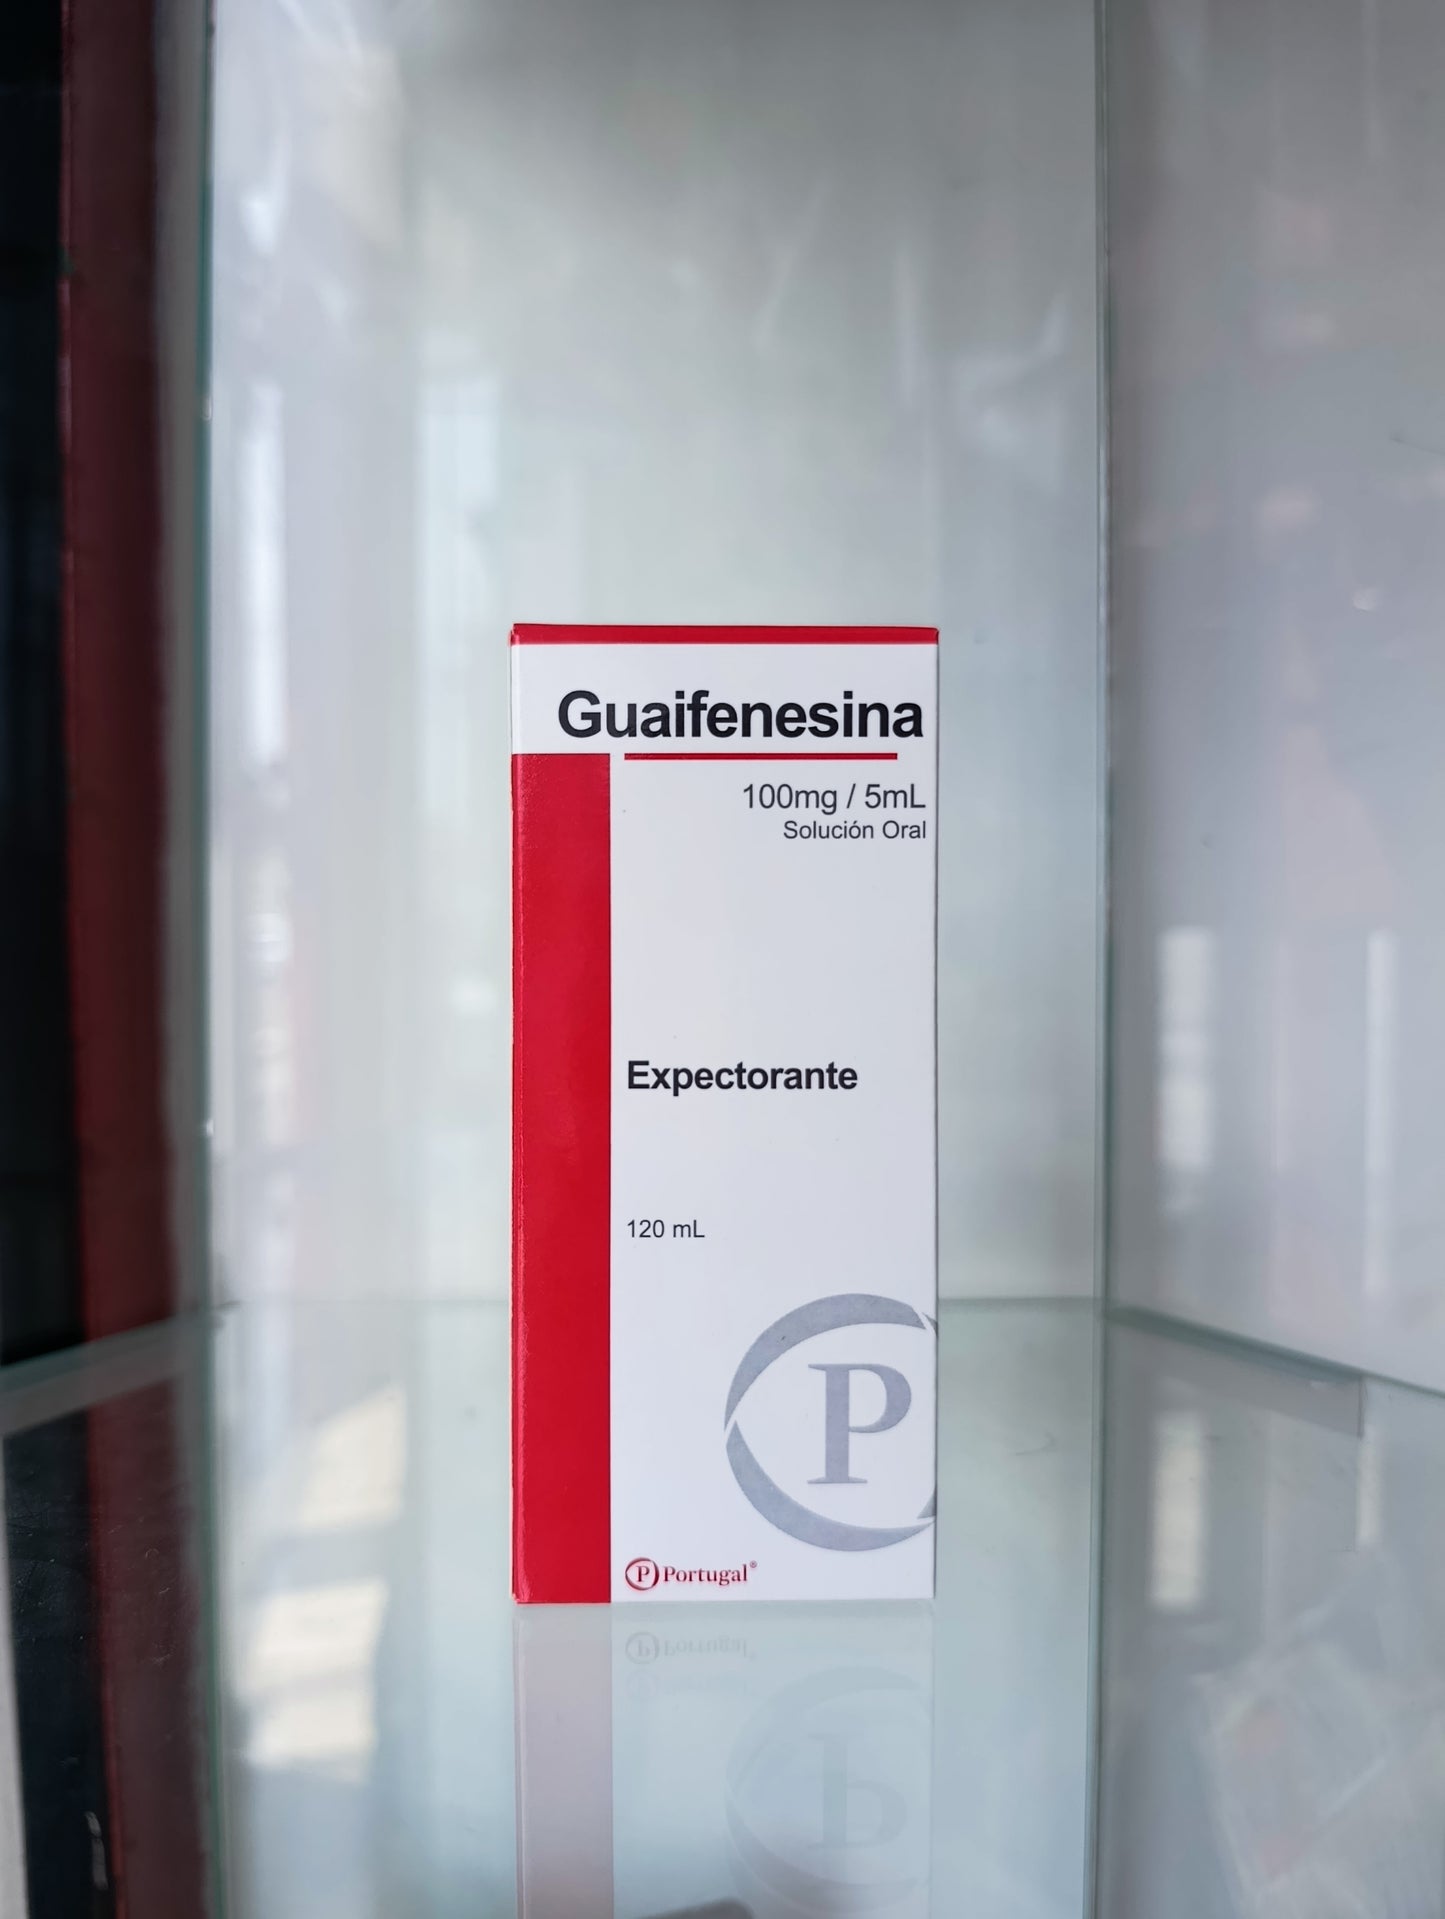 Guaifenesina
100mg / 5mL
Solución Oral
Expectorante
120 mL
P
P Portugal®